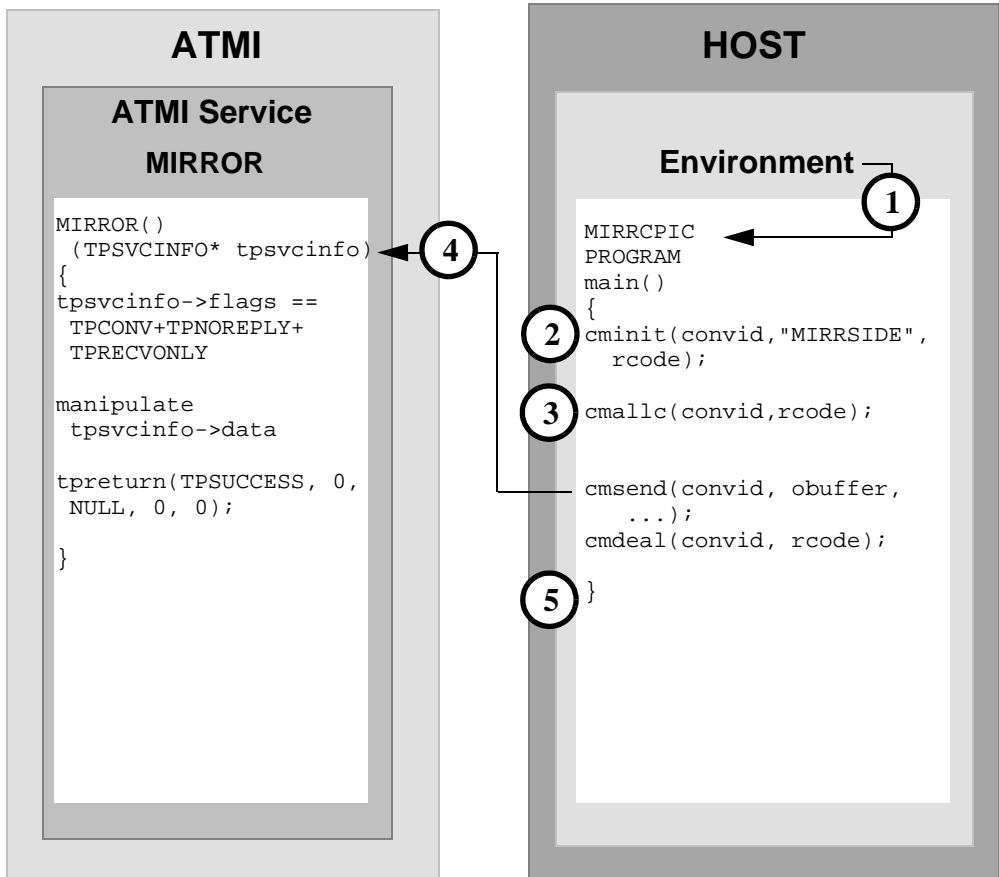 ATMI
ATMI Service
MIRROR
MIRROR()
(TPSVCINFO* tpsvcinfo)
{
tpsvcinfo->flags ==
TPCONV+TPNOREPLY+
TPRECVONLY
manipulate
tpsvcinfo->data
tpreturn(TPSUCCESS, 0,
NULL, 0, 0);
}
HOST
Environment
1
MIRRCPIC
PROGRAM
main()
{
2
cminit(convid,"MIRRSIDE",
rcode);
3
cmallc(convid,rcode);
4
cmsend(convid, obuffer,
...);
cmdeal(convid, rcode);
5
}